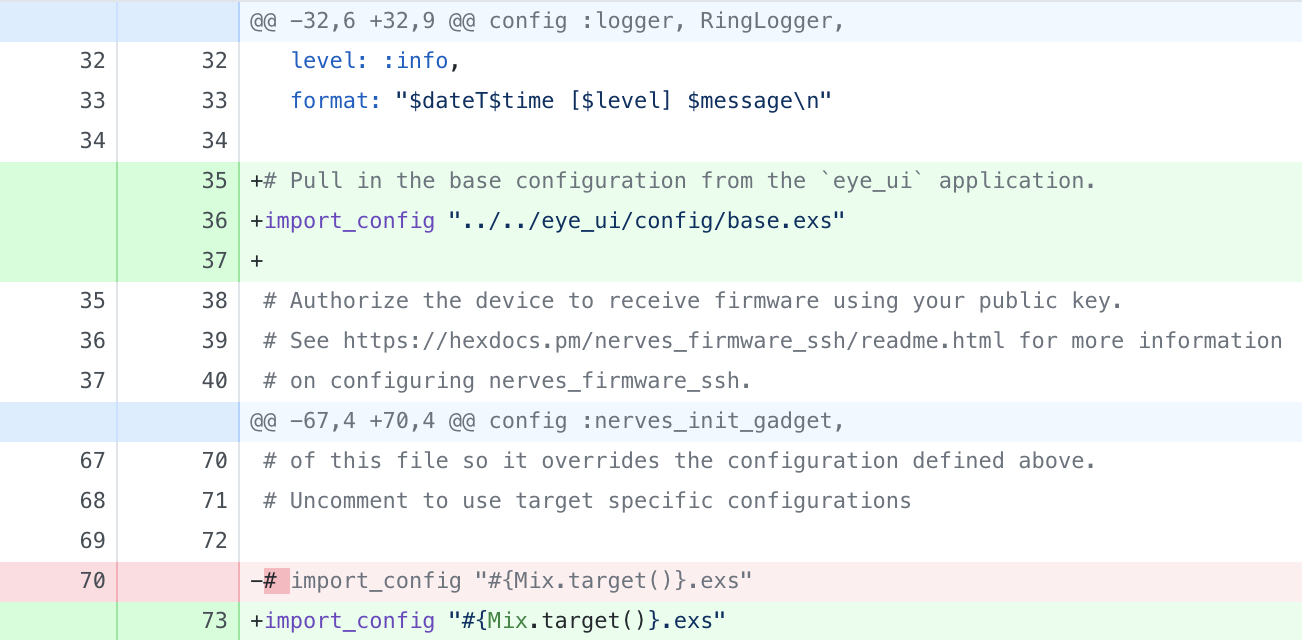 @@ -32,6 +32,9 @@ config :logger, RingLogger,
32 32 level: :info,
33 33 format: "$dateT$time [$level] $message\n"
34 34
35 +# Pull in the base configuration from the `eye_ui` application.
36 +import_config "../../eye_ui/config/base.exs"
37 +
35 38 # Authorize the device to receive firmware using your public key.
36 39 # See https://hexdocs.pm/nerves_firmware_ssh/readme.html for more information
37 40 # on configuring nerves_firmware_ssh.
@@ -67,4 +70,4 @@ config :nerves_init_gadget,
67 70 # of this file so it overrides the configuration defined above.
68 71 # Uncomment to use target specific configurations
69 72
70 -# import_config "#{Mix.target()}.exs"
73 +import_config "#{Mix.target()}.exs"